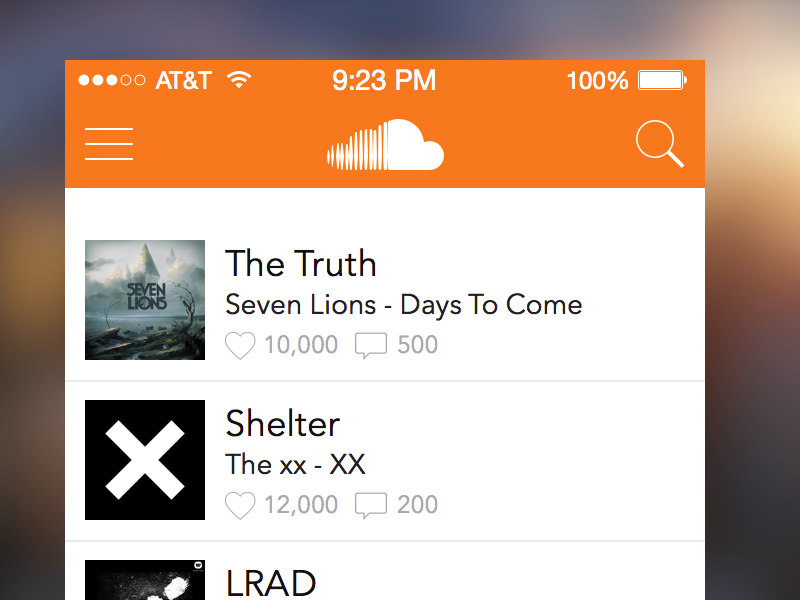 AT&T 9:23 PM 100%
SEVEN
LIONS
The Truth
Seven Lions - Days To Come
10,000 500
Shelter
The xx - XX
12,000 200
LRAD